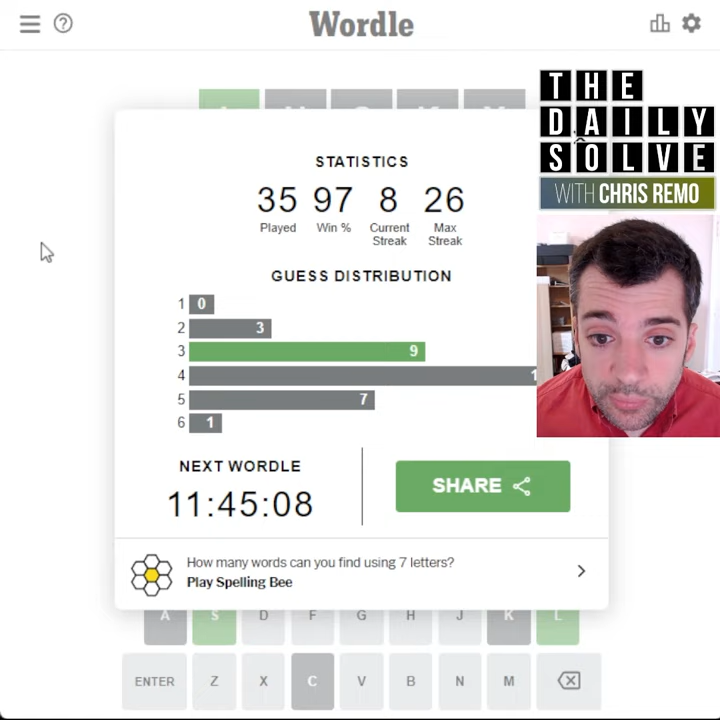 Wordle
THE
DAILY
SOLVE
WITH CHRIS REMO
STATISTICS
35 97 8 26
Played Win % Current Streak Max Streak
GUESS DISTRIBUTION
1 0
2 3
3 9
4
5 7
6 1
NEXT WORDLE
11:45:08
SHARE
How many words can you find using 7 letters?
Play Spelling Bee
A S D F G H J K L
ENTER Z X C V B N M